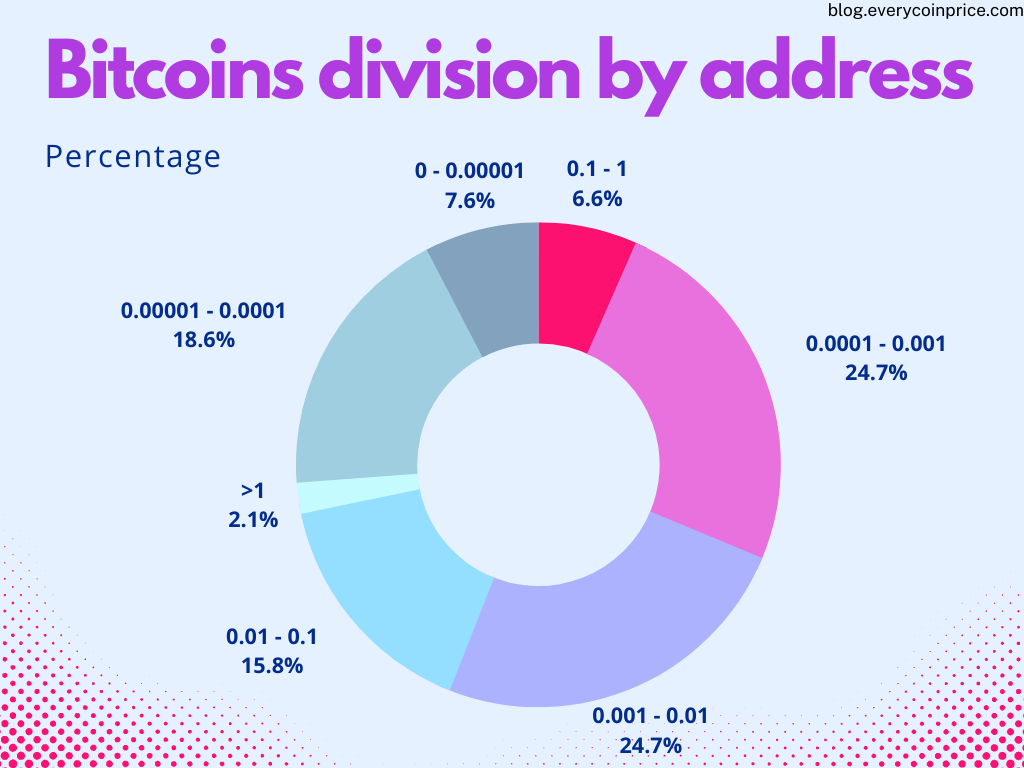 blog.everycoinprice.com
Bitcoins division by address
Percentage
0 - 0.00001
7.6%
0.1 - 1
6.6%
0.00001 - 0.0001
18.6%
0.0001 - 0.001
24.7%
>1
2.1%
0.01 - 0.1
15.8%
0.001 - 0.01
24.7%